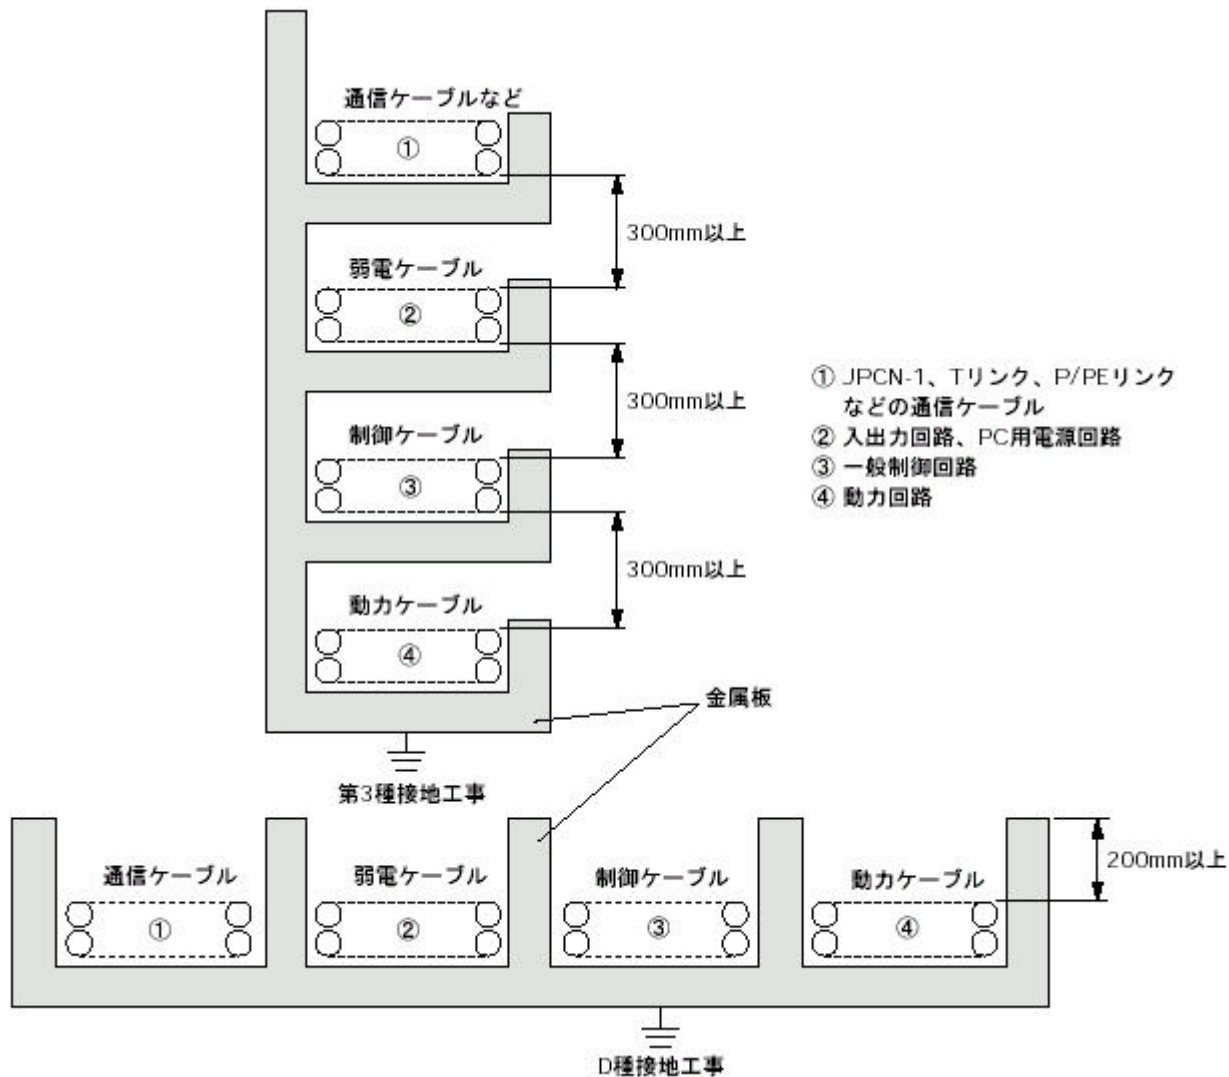 通信ケーブルなど
①
300mm以上
弱電ケーブル
②
300mm以上
制御ケーブル
③
300mm以上
動力ケーブル
④
① JPCN-1、Tリンク、P/PEリンク
などの通信ケーブル
② 入出力回路、PC用電源回路
③ 一般制御回路
④ 動力回路
金属板
第3種接地工事
通信ケーブル
弱電ケーブル
制御ケーブル
動力ケーブル
200mm以上
①
②
③
④
D種接地工事